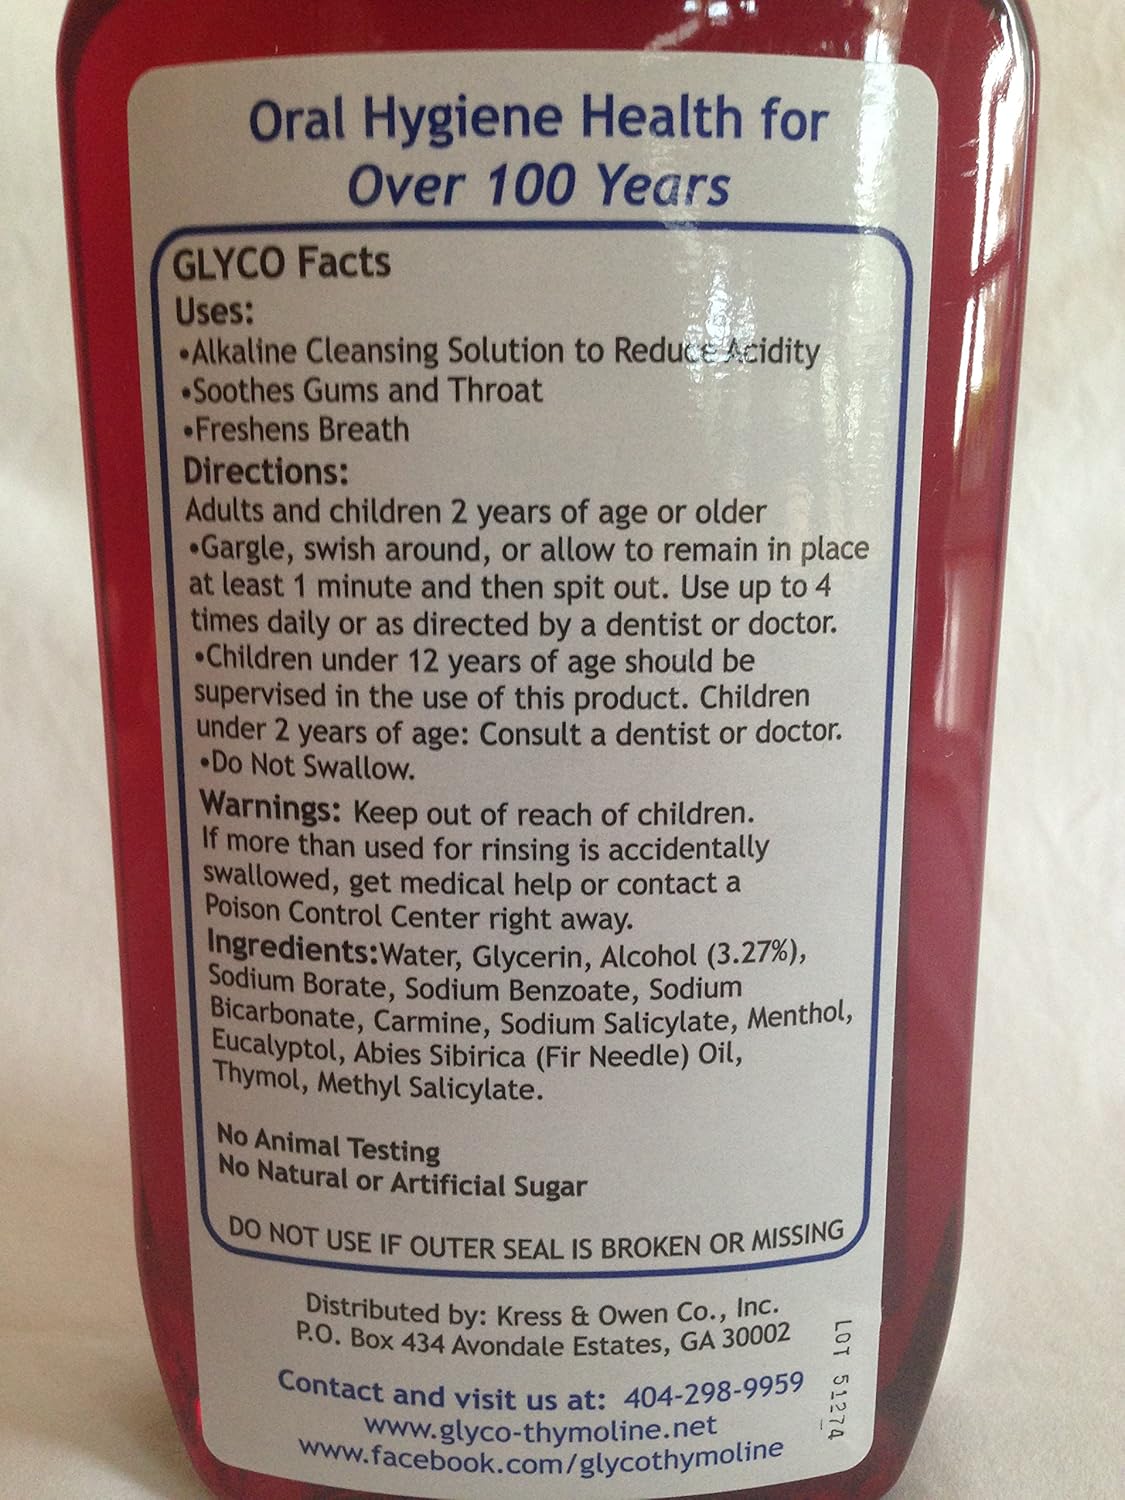 Oral Hygiene Health for
Over 100 Years
GLYCO Facts
Uses:
•Alkaline Cleansing Solution to Reduce Acidity
•Soothes Gums and Throat
•Freshens Breath
Directions:
Adults and children 2 years of age or older
•Gargle, swish around, or allow to remain in place
at least 1 minute and then spit out. Use up to 4
times daily or as directed by a dentist or doctor.
•Children under 12 years of age should be
supervised in the use of this product. Children
under 2 years of age: Consult a dentist or doctor.
•Do Not Swallow.
Warnings: Keep out of reach of children.
If more than used for rinsing is accidentally
swallowed, get medical help or contact a
Poison Control Center right away.
Ingredients:Water, Glycerin, Alcohol (3.27%),
Sodium Borate, Sodium Benzoate, Sodium
Bicarbonate, Carmine, Sodium Salicylate, Menthol,
Eucalyptol, Abies Sibirica (Fir Needle) Oil,
Thymol, Methyl Salicylate.
No Animal Testing
No Natural or Artificial Sugar
DO NOT USE IF OUTER SEAL IS BROKEN OR MISSING
Distributed by: Kress & Owen Co., Inc.
P.O. Box 434 Avondale Estates, GA 30002
Contact and visit us at: 404-298-9959
www.glyco-thymoline.net
www.facebook.com/glycothymoline
LOT 51274